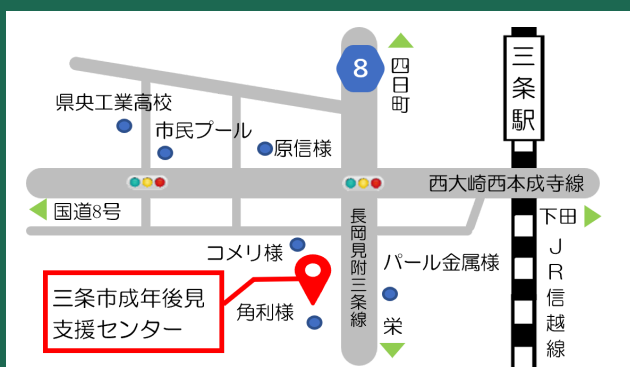 8
四日町
三条駅
県央工業高校
市民プール
原信様
西大崎西本成寺線
国道8号
下田
コメリ様
長岡見附三条線
パール金属様
JR信越線
三条市成年後見
支援センター
角利様
栄